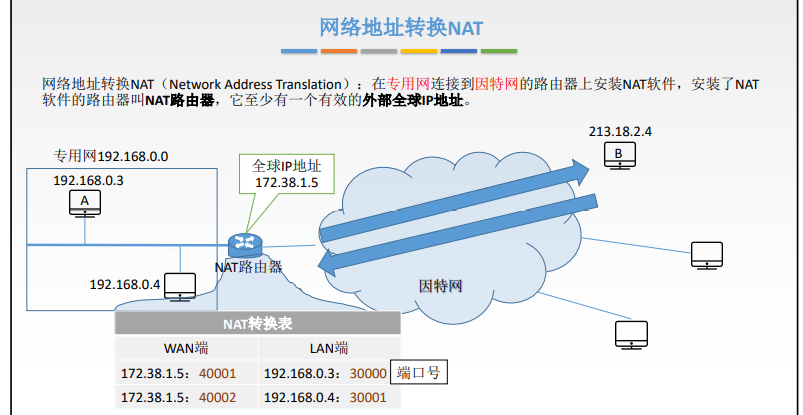 网络地址转换NAT
网络地址转换NAT（Network Address Translation）：在专用网连接到因特网的路由器上安装NAT软件，安装了NAT
软件的路由器叫NAT路由器，它至少有一个有效的外部全球IP地址。
213.18.2.4
B
专用网192.168.0.0
全球IP地址
172.38.1.5
192.168.0.3
A
NAT路由器
192.168.0.4
因特网
NAT转换表
WAN端 LAN端
172.38.1.5：40001 192.168.0.3：30000 端口号
172.38.1.5：40002 192.168.0.4：30001